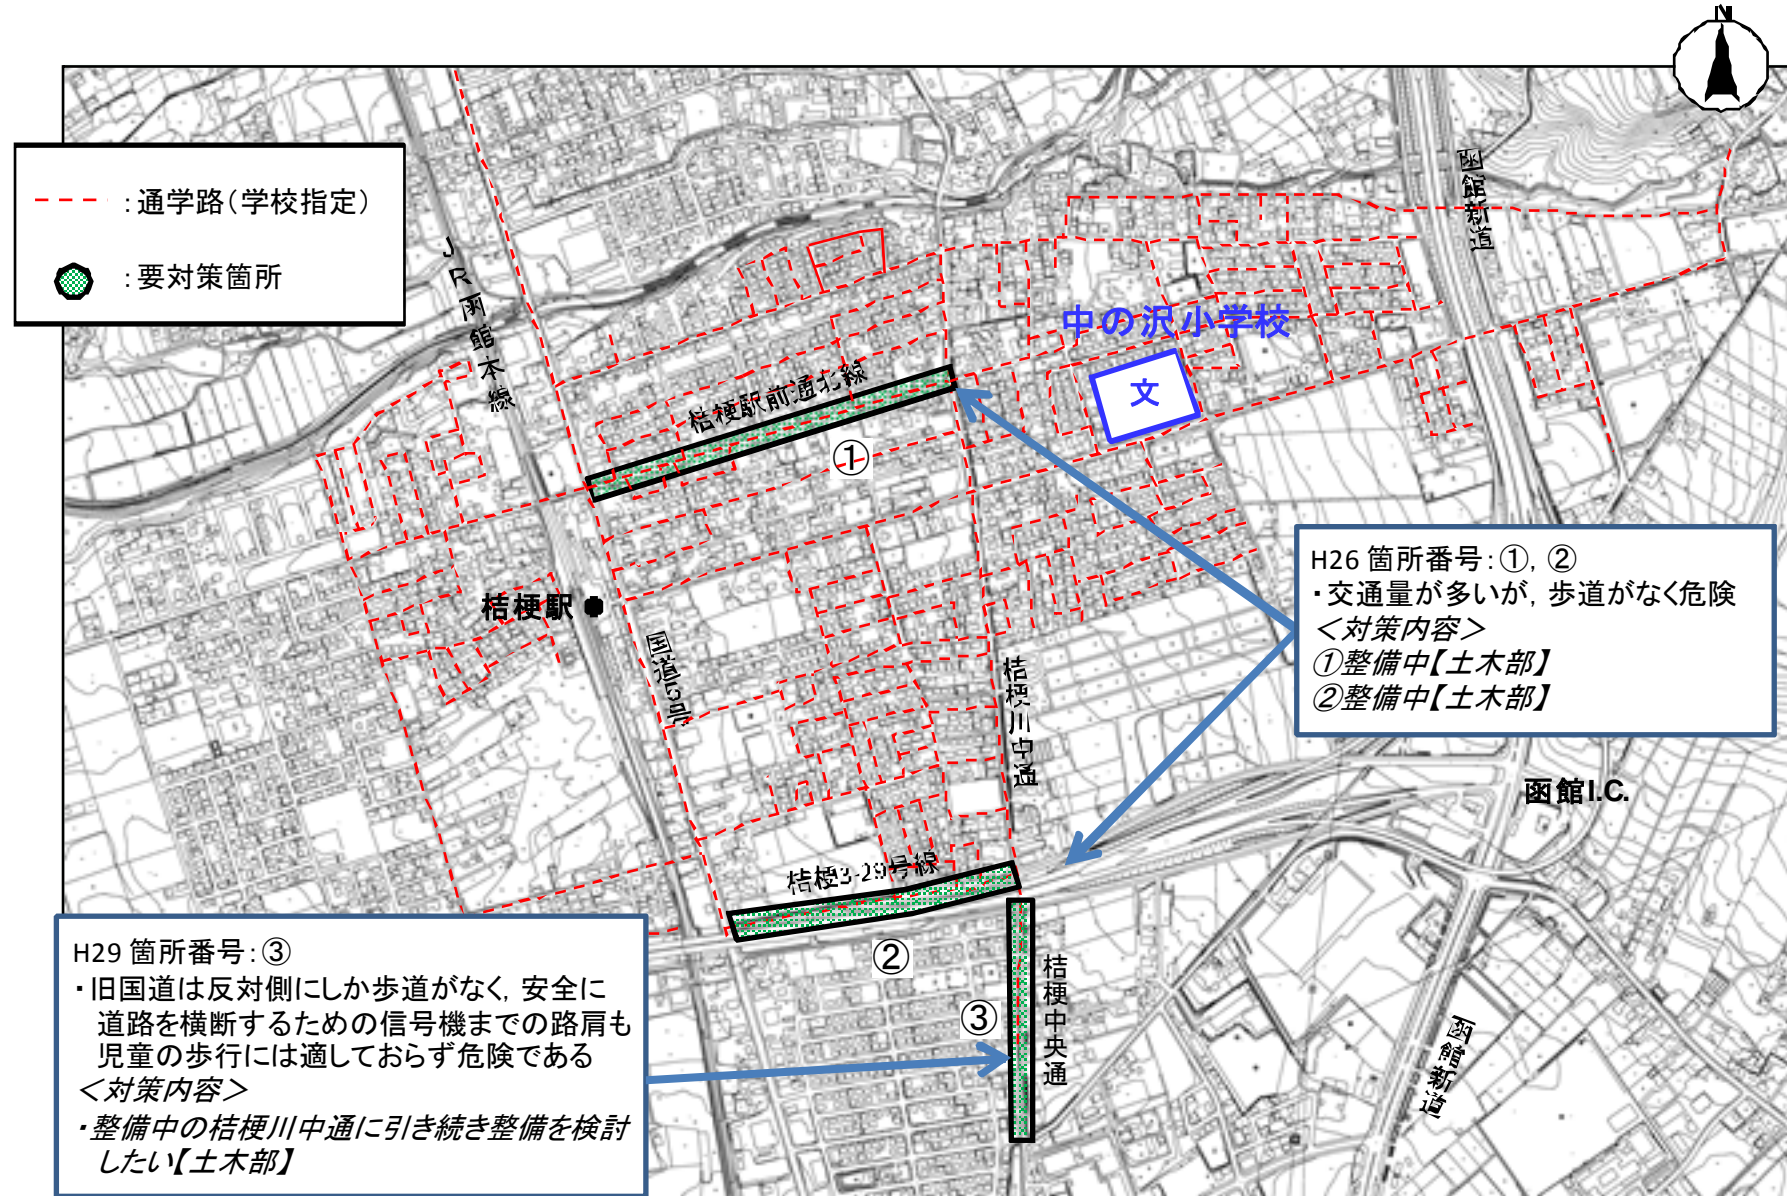 N
：通学路（学校指定）
：要対策箇所
JR函館本線
函館新道
中の沢小学校
文
桔梗駅前通北線
①
桔梗駅
国道5号
桔梗川中通
H26 箇所番号：①，②
・交通量が多いが，歩道がなく危険
＜対策内容＞
①整備中【土木部】
②整備中【土木部】
函館I.C.
桔梗3-29号線
②
③
桔梗中央通
函館新道
H29 箇所番号：③
・旧国道は反対側にしか歩道がなく，安全に
道路を横断するための信号機までの路肩も
児童の歩行には適しておらず危険である
＜対策内容＞
・整備中の桔梗川中通に引き続き整備を検討
したい【土木部】